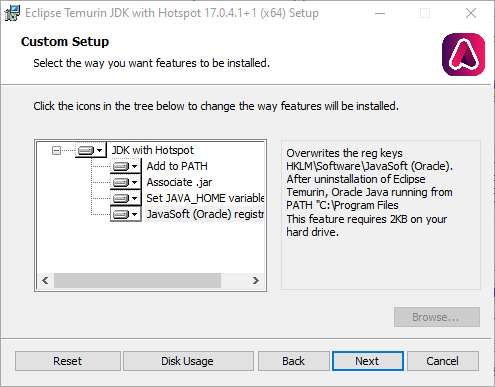 Eclipse Temurin JDK with Hotspot 17.0.4.1+1 (x64) Setup
Custom Setup
Select the way you want features to be installed.
Click the icons in the tree below to change the way features will be installed.
JDK with Hotspot
Add to PATH
Associate .jar
Set JAVA_HOME variable
JavaSoft (Oracle) registr
Overwrites the reg keys
HKLM\Software\JavaSoft (Oracle).
After uninstallation of Eclipse
Temurin, Oracle Java running from
PATH "C:\Program Files
This feature requires 2KB on your
hard drive.
Browse...
Reset
Disk Usage
Back
Next
Cancel